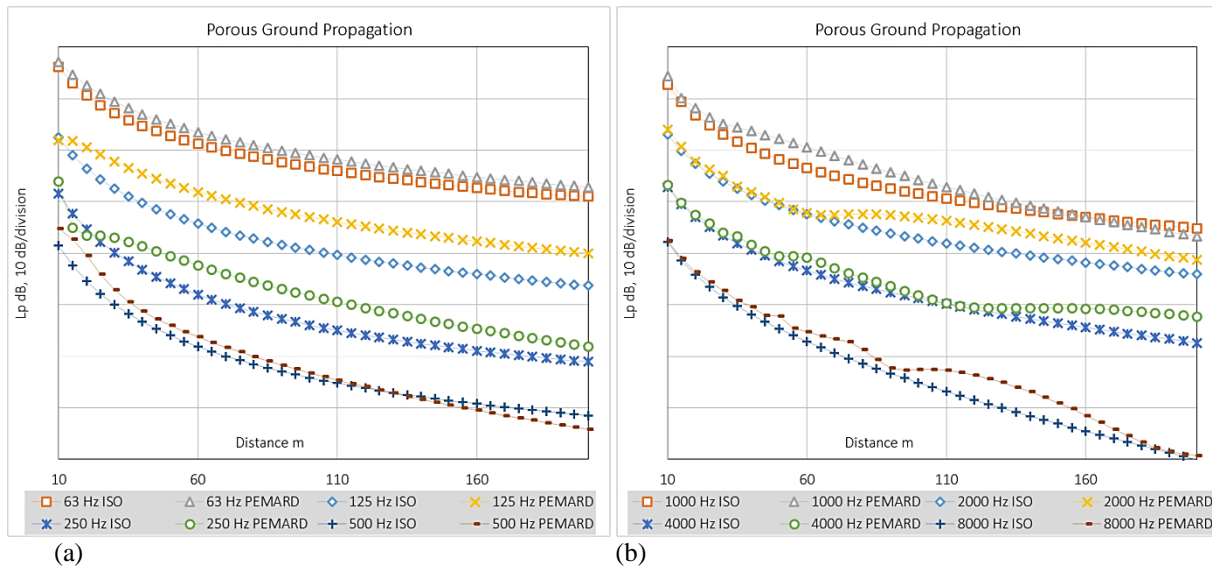 Porous Ground Propagation
Lp dB, 10 dB/division
Distance m
10 60 110 160
63 Hz ISO 63 Hz PEMARD 125 Hz ISO 125 Hz PEMARD
250 Hz ISO 250 Hz PEMARD 500 Hz ISO 500 Hz PEMARD
(a)
Porous Ground Propagation
Lp dB, 10 dB/division
Distance m
10 60 110 160
1000 Hz ISO 1000 Hz PEMARD 2000 Hz ISO 2000 Hz PEMARD
4000 Hz ISO 4000 Hz PEMARD 8000 Hz ISO 8000 Hz PEMARD
(b)